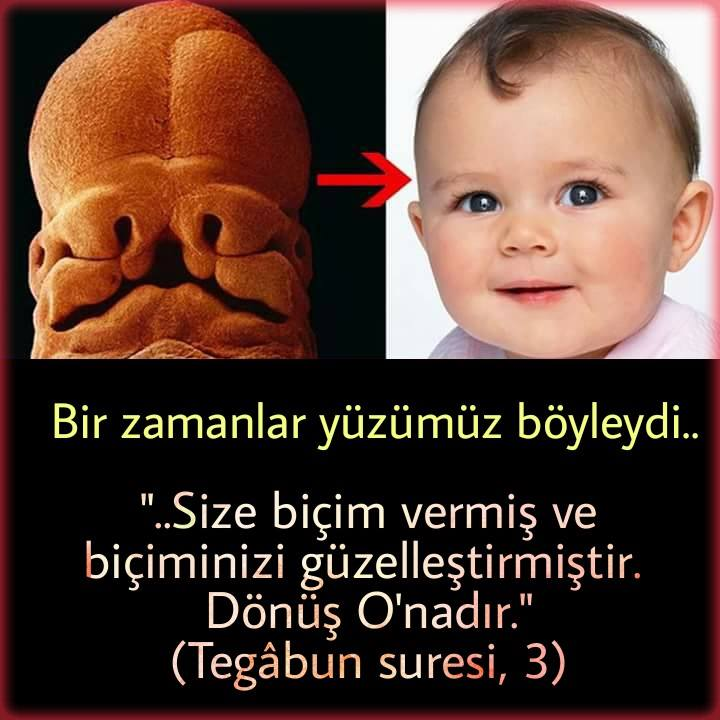 Bir zamanlar yüzümüz böyleydi..
"..Size biçim vermiş ve
biçiminizi güzelleştirmiştir.
Dönüş O'nadır."
(Tegâbun suresi, 3)